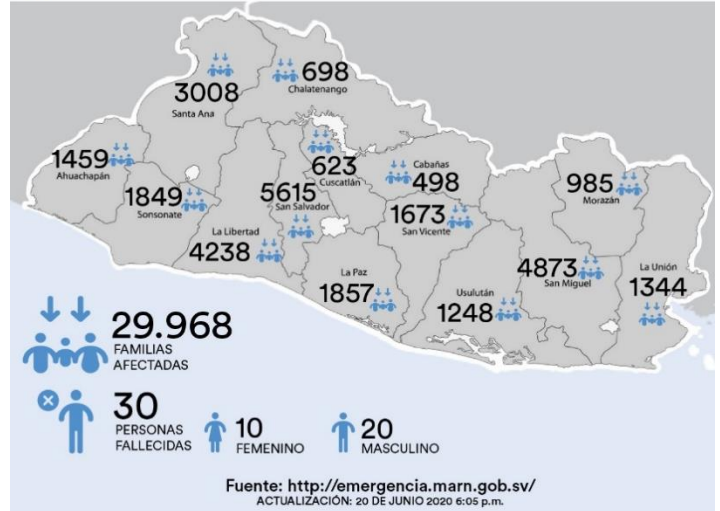 698
Chalatenango
3008
Santa Ana
1459
Ahuachapán
623
Cuscatlán
Cabañas
498
985
Morazán
1849
Sonsonate
5615
San Salvador
1673
San Vicente
La Libertad
4238
La Paz
1857
Usulután
1248
4873
San Miguel
La Unión
1344
29.968
FAMILIAS
AFECTADAS
30
PERSONAS
FALLECIDAS
10
FEMENINO
20
MASCULINO
Fuente: http://emergencia.marn.gob.sv/
ACTUALIZACIÓN: 20 DE JUNIO 2020 6:05 p.m.